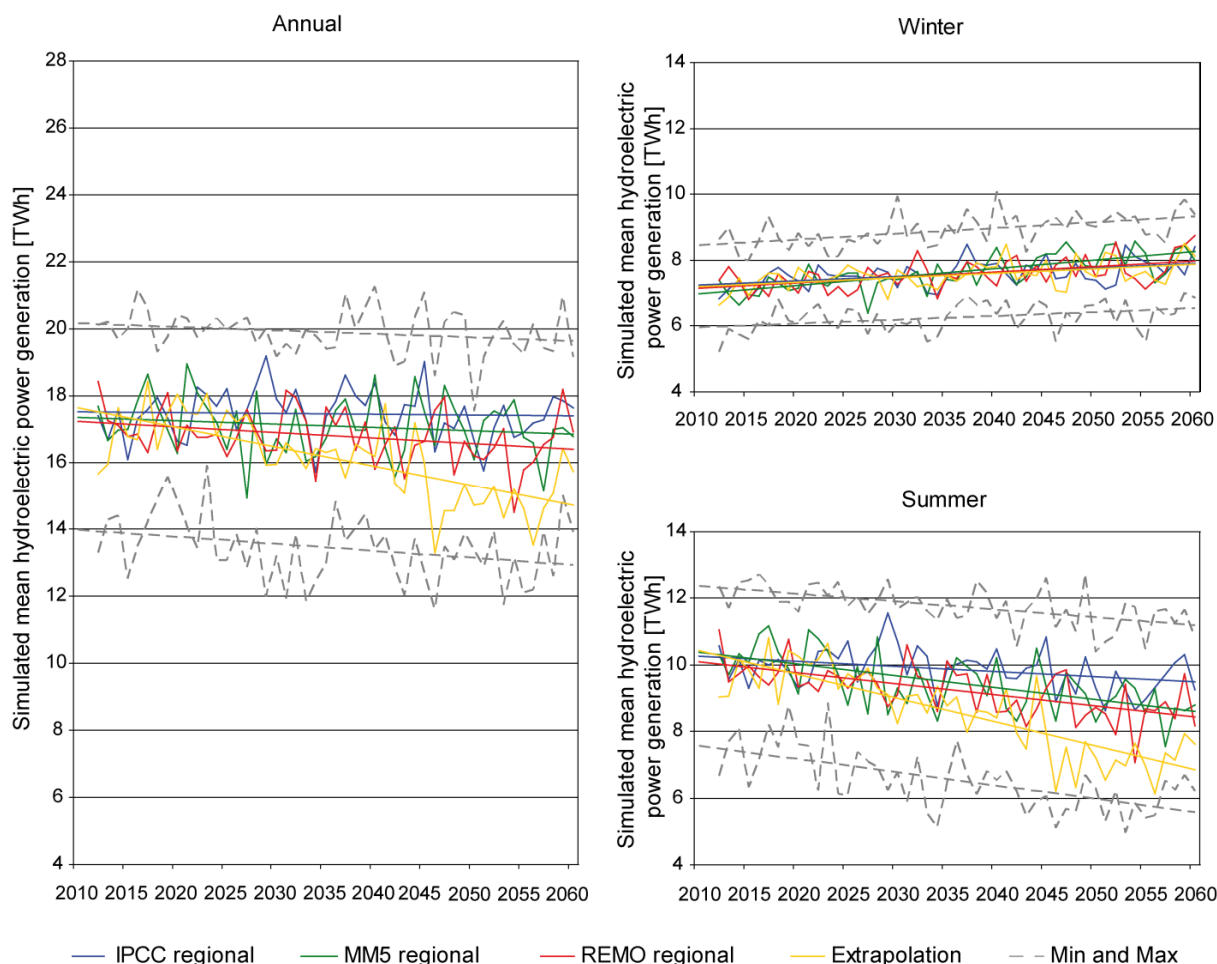 Annual
Simulated mean hydroelectric power generation [TWh]
28
26
24
22
20
18
16
14
12
10
8
6
4
2010 2015 2020 2025 2030 2035 2040 2045 2050 2055 2060
Winter
Simulated mean hydroelectric
power generation [TWh]
14
12
10
8
6
4
2010 2015 2020 2025 2030 2035 2040 2045 2050 2055 2060
Summer
Simulated mean hydroelectric
power generation [TWh]
14
12
10
8
6
4
2010 2015 2020 2025 2030 2035 2040 2045 2050 2055 2060
IPCC regional MM5 regional REMO regional Extrapolation Min and Max